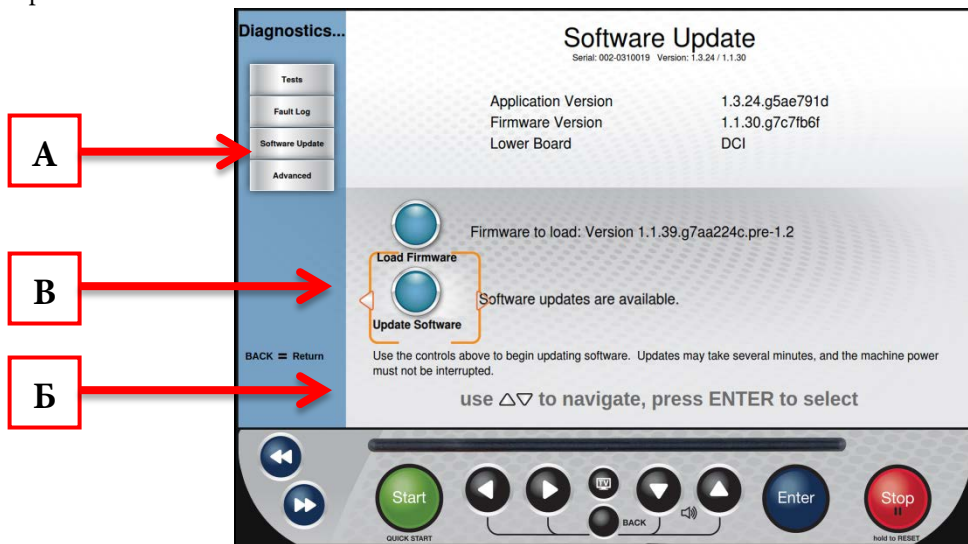 Diagnostics...
Software Update
Serial: 002-0310019 Version: 1.3.24 / 1.1.30
Tests
Fault Log
Software Update
Advanced
Application Version 1.3.24.g5ae791d
Firmware Version 1.1.30.g7c7fb6f
Lower Board DCI
А
Firmware to load: Version 1.1.39.g7aa224c.pre-1.2
Load Firmware
В
Software updates are available.
Update Software
BACK = Return
Use the controls above to begin updating software. Updates may take several minutes, and the machine power
must not be interrupted.
Б
use △▽ to navigate, press ENTER to select
Start
QUICK START
TV
BACK
Enter
Stop
hold to RESET